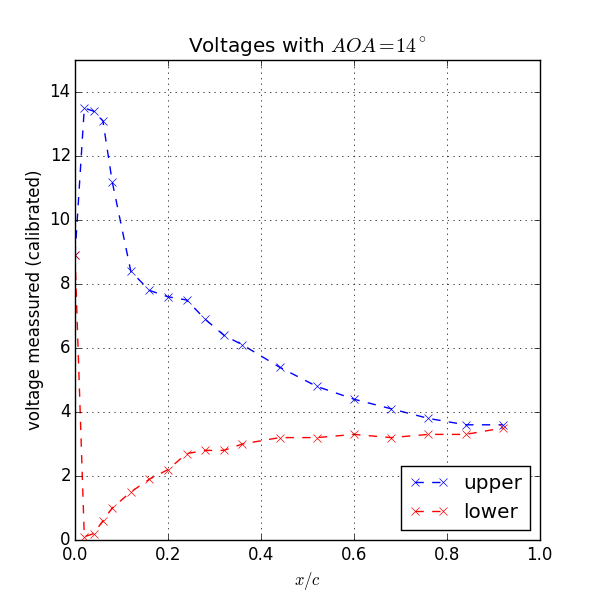 Voltages with AOA=14°
voltage meassured (calibrated)
14
12
10
8
6
4
2
0
0.0 0.2 0.4 0.6 0.8 1.0
x/c
upper
lower